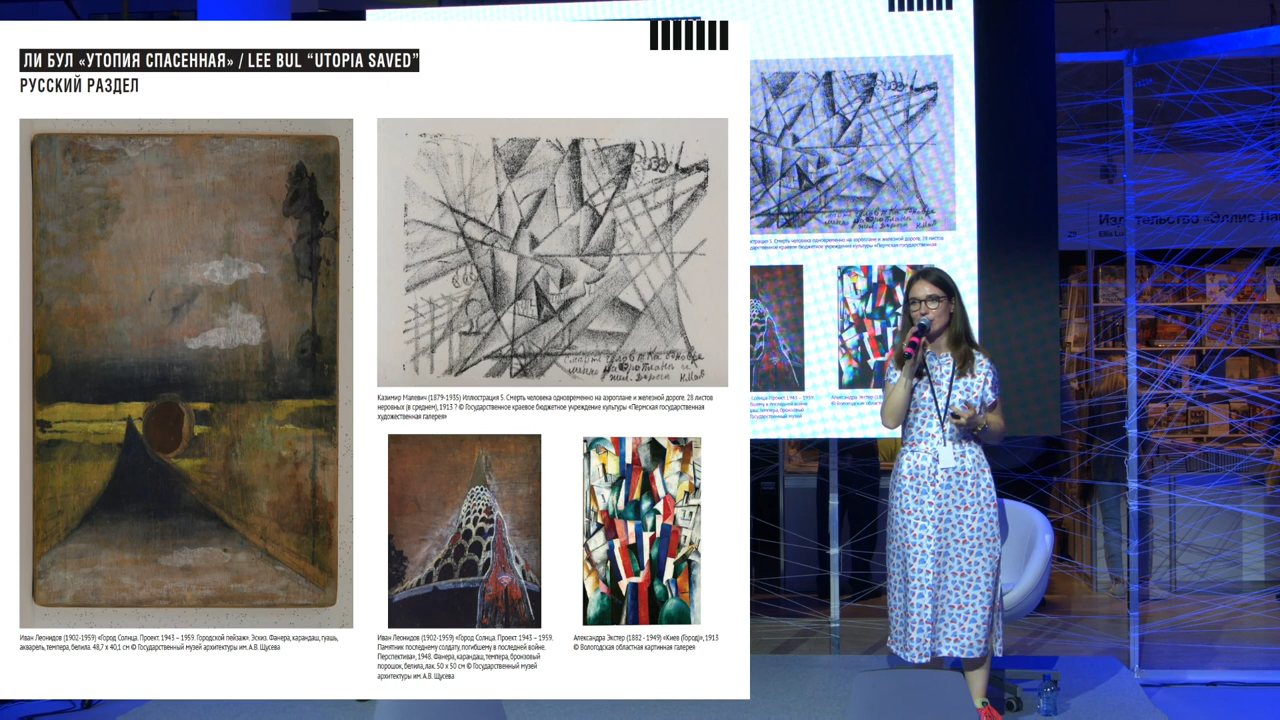 ЛИ БУЛ «УТОПИЯ СПАСЕННАЯ» / LEE BUL “UTOPIA SAVED”
РУССКИЙ РАЗДЕЛ
Казимир Малевич (1879-1935) Иллюстрация 5. Смерть человека одновременно на аэроплане и железной дороге. 28 листов
неровных (в среднем), 1913 ? © Государственное краевое бюджетное учреждение культуры «Пермская государственная
художественная галерея»
Иван Леонидов (1902-1959) «Город Солнца. Проект. 1943 – 1959. Городской пейзаж». Эскиз. Фанера, карандаш, гуашь,
акварель, темпера, белила. 48,7 х 40,1 см © Государственный музей архитектуры им. А.В. Щусева
Иван Леонидов (1902-1959) «Город Солнца. Проект. 1943 – 1959.
Памятник последнему солдату, погибшему в последней войне.
Перспектива», 1948. Фанера, карандаш, темпера, бронзовый
порошок, белила, лак. 50 х 50 см © Государственный музей
архитектуры им. А.В. Щусева
Александра Экстер (1882 - 1949) «Киев (Город)», 1913
© Вологодская областная картинная галерея